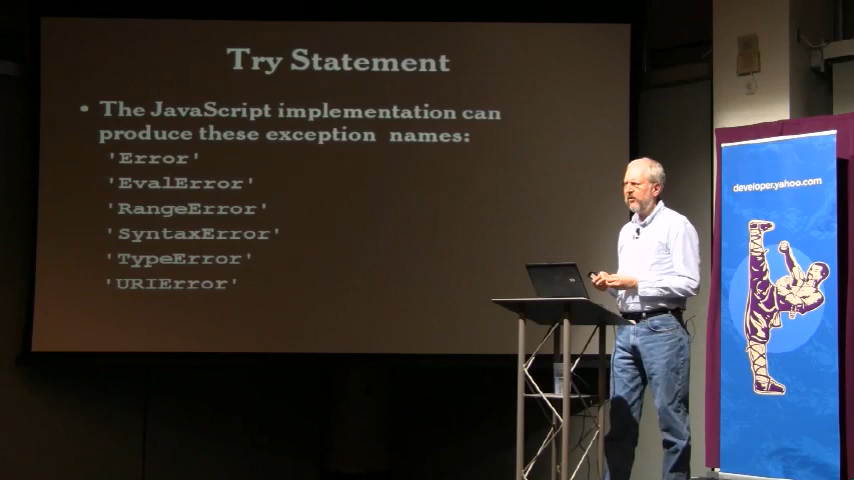 Try Statement
• The JavaScript implementation can
produce these exception names:
'Error'
'EvalError'
'RangeError'
'SyntaxError'
'TypeError'
'URIError'
developer.yahoo.com